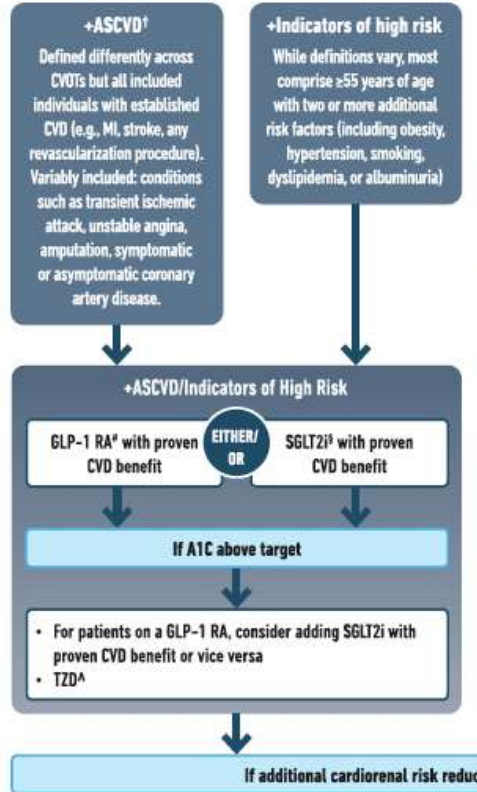 +ASCVD†
Defined differently across
CVOTs but all included
individuals with established
CVD (e.g., MI, stroke, any
revascularization procedure).
Variably included: conditions
such as transient ischemic
attack, unstable angina,
amputation, symptomatic
or asymptomatic coronary
artery disease.
+Indicators of high risk
While definitions vary, most
comprise ≥55 years of age
with two or more additional
risk factors (including obesity,
hypertension, smoking,
dyslipidemia, or albuminuria)
+ASCVD/Indicators of High Risk
GLP-1 RA# with proven
CVD benefit
EITHER/
OR
SGLT2i§ with proven
CVD benefit
If A1C above target
• For patients on a GLP-1 RA, consider adding SGLT2i with
proven CVD benefit or vice versa
• TZD^
If additional cardiorenal risk reduc